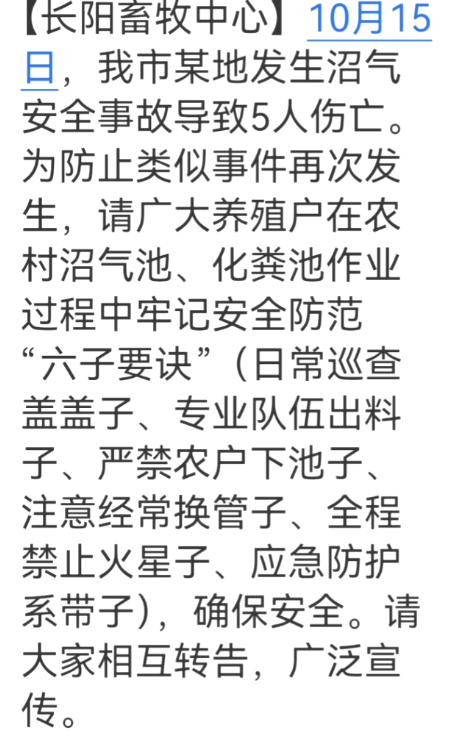 【长阳畜牧中心】10月15
日，我市某地发生沼气
安全事故导致5人伤亡。
为防止类似事件再次发
生，请广大养殖户在农
村沼气池、化粪池作业
过程中牢记安全防范
“六子要诀”（日常巡查
盖盖子、专业队伍出料
子、严禁农户下池子、
注意经常换管子、全程
禁止火星子、应急防护
系带子），确保安全。请
大家相互转告，广泛宣
传。